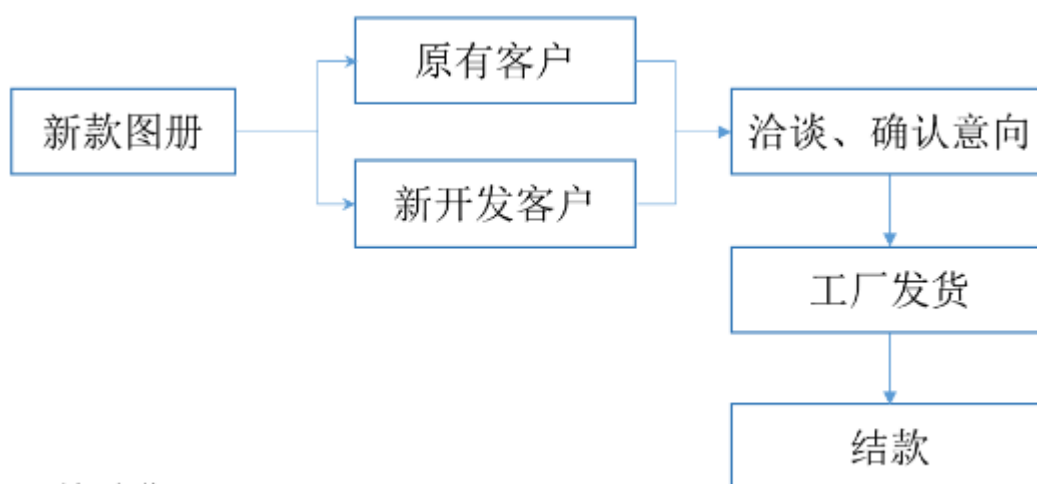 新款图册
原有客户
新开发客户
洽谈、确认意向
工厂发货
结款